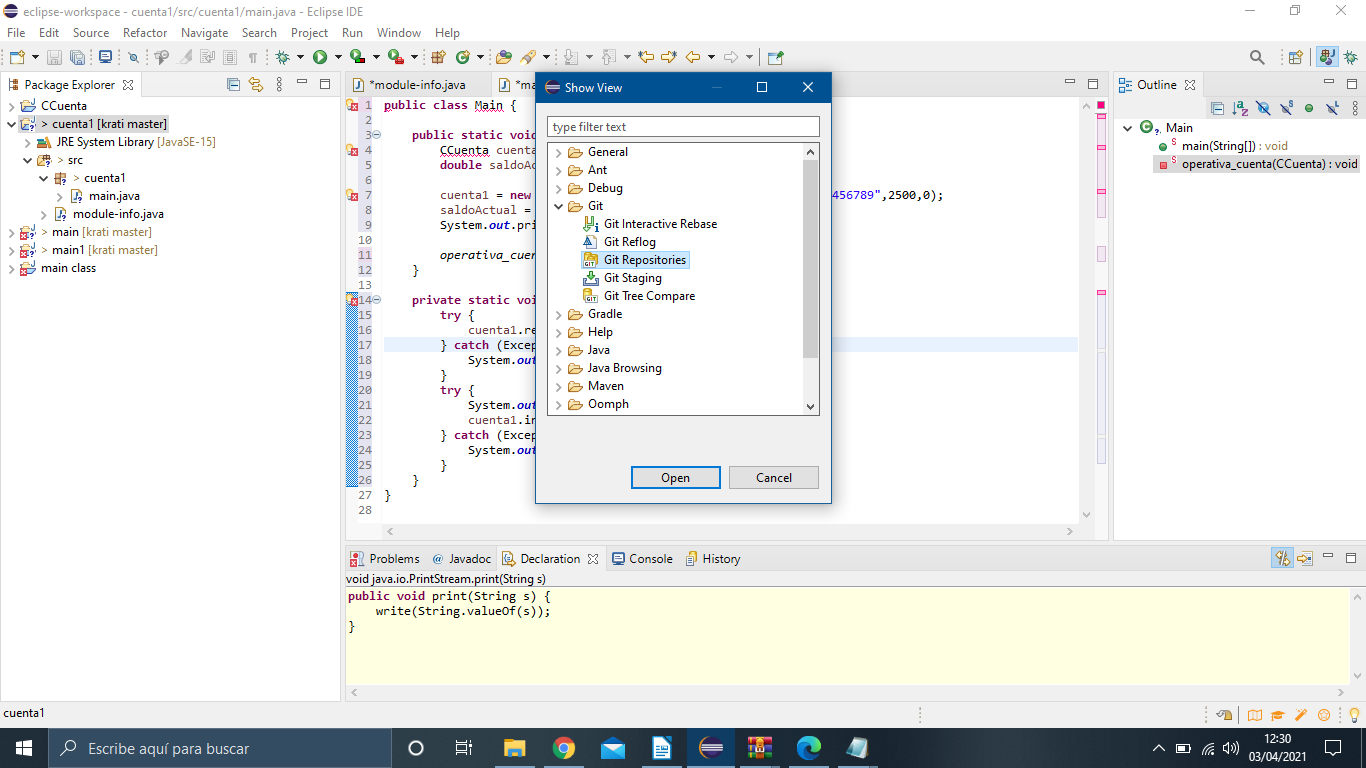 eclipse-workspace - cuenta1/src/cuenta1/main.java - Eclipse IDE
File Edit Source Refactor Navigate Search Project Run Window Help
Package Explorer
CCuenta
> cuenta1 [krati master]
JRE System Library [JavaSE-15]
> src
> cuenta1
main.java
module-info.java
> main [krati master]
> main1 [krati master]
main class
*module-info.java
*ma
1 public class Main {
2
3 public static void
4 CCuenta cuenta
5 double saldoAc
6
7 cuenta1 = new 456789",2500,0);
8 saldoActual =
9 System.out.pri
10
11 operativa_cuen
12 }
13
14 private static voi
15 try {
16 cuenta1.re
17 } catch (Excep
18 System.out
19 }
20 try {
21 System.out
22 cuenta1.in
23 } catch (Excep
24 System.out
25 }
26 }
27 }
28
Show View
type filter text
General
Ant
Debug
Git
Git Interactive Rebase
Git Reflog
Git Repositories
Git Staging
Git Tree Compare
Gradle
Help
Java
Java Browsing
Maven
Oomph
Open Cancel
Outline
Main
main(String[]) : void
operativa_cuenta(CCuenta) : void
Problems @ Javadoc Declaration Console History
void java.io.PrintStream.print(String s)
public void print(String s) {
write(String.valueOf(s));
}
cuenta1
Escribe aquí para buscar
12:30
03/04/2021